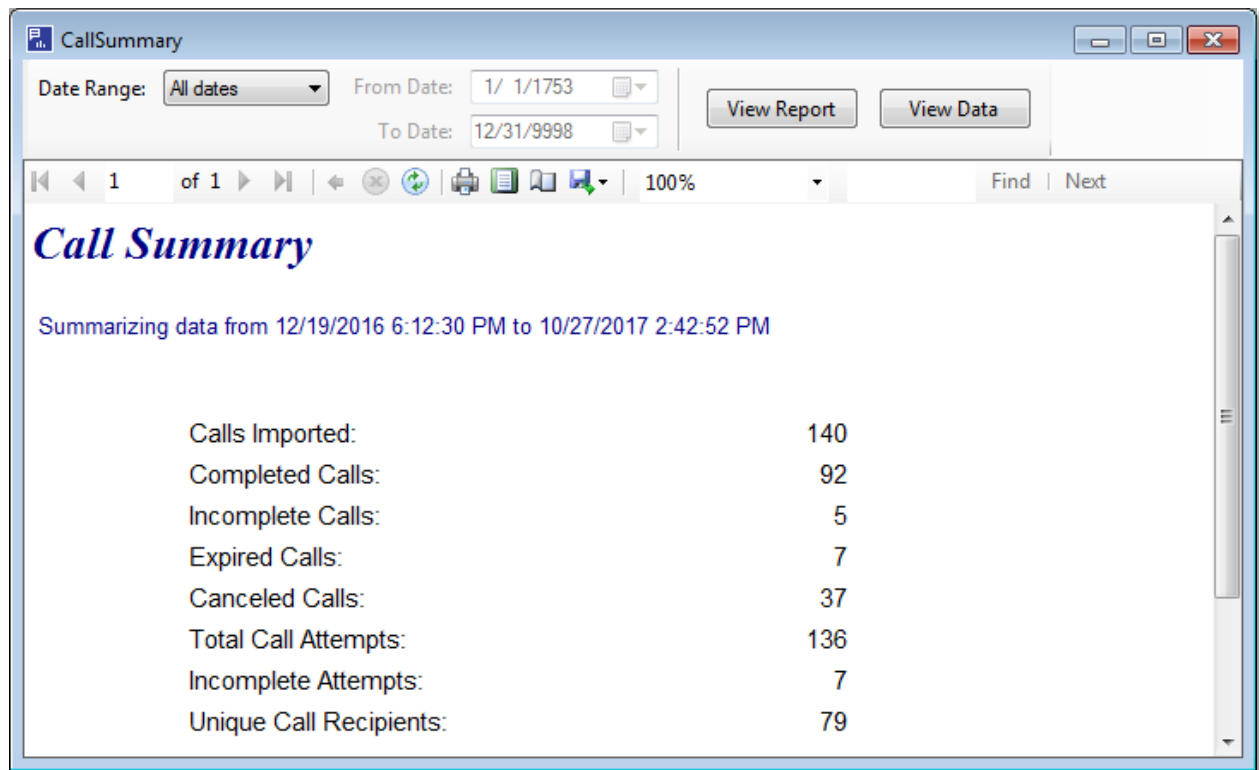 CallSummary
Date Range: All dates From Date: 1/ 1/1753
To Date: 12/31/9998
View Report View Data
1 of 1 100% Find | Next
Call Summary
Summarizing data from 12/19/2016 6:12:30 PM to 10/27/2017 2:42:52 PM
Calls Imported: 140
Completed Calls: 92
Incomplete Calls: 5
Expired Calls: 7
Canceled Calls: 37
Total Call Attempts: 136
Incomplete Attempts: 7
Unique Call Recipients: 79